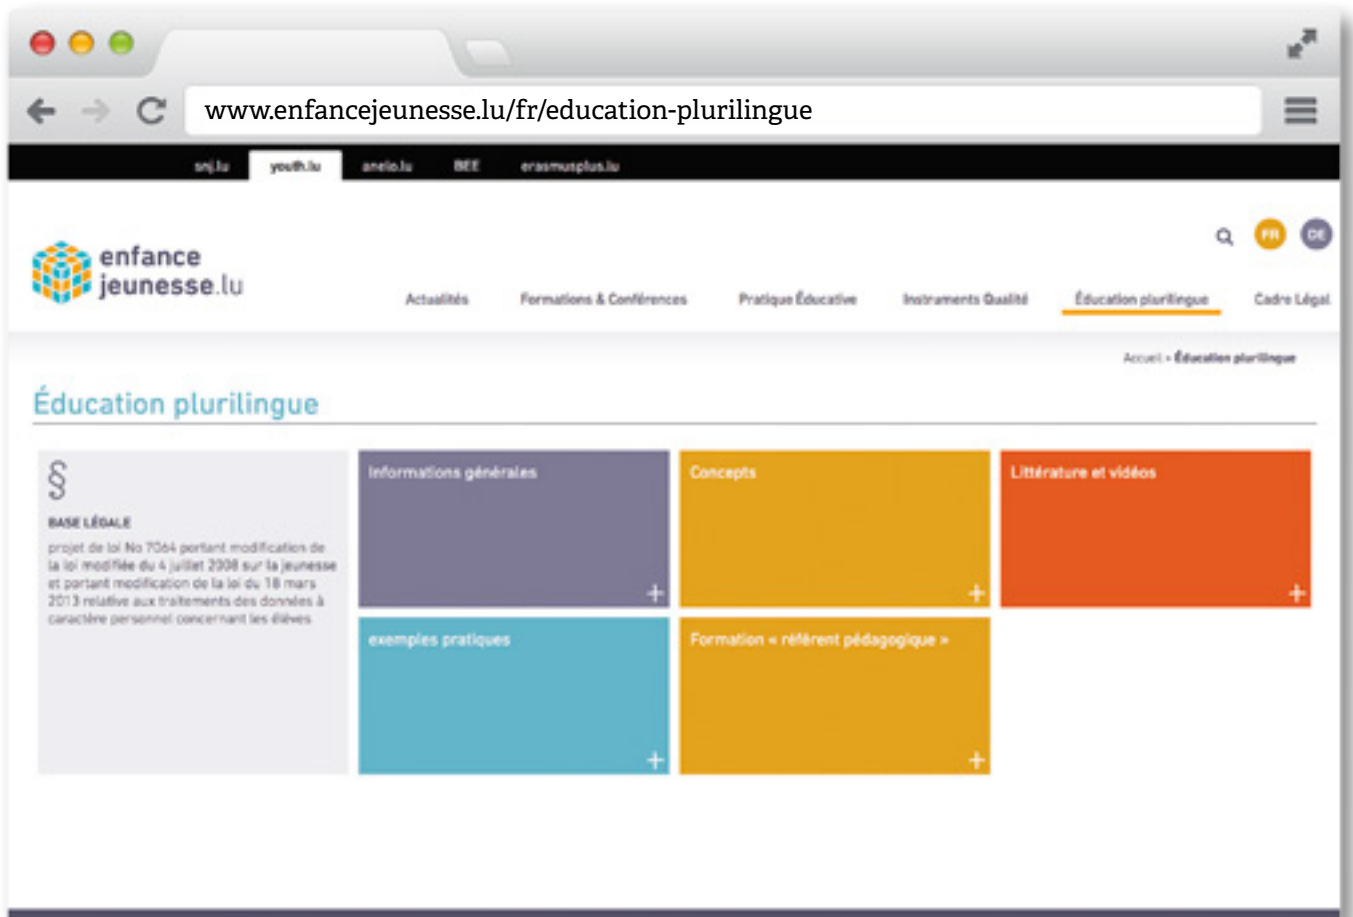 www.enfancejeunesse.lu/fr/education-plurilingue
snj.lu youth.lu anelo.lu BEE erasmusplus.lu
FR DE
enfance
jeunesse.lu
Actualités Formations & Conférences Pratique Éducative Instruments Qualité Éducation plurilingue Cadre Légal
Accueil » Éducation plurilingue
Éducation plurilingue
§
BASE LÉGALE
projet de loi No 7064 portant modification de
la loi modifiée du 4 juillet 2008 sur la jeunesse
et portant modification de la loi du 18 mars
2013 relative aux traitements des données à
caractère personnel concernant les élèves
Informations générales
+
Concepts
+
Littérature et vidéos
+
exemples pratiques
+
Formation « référent pédagogique »
+